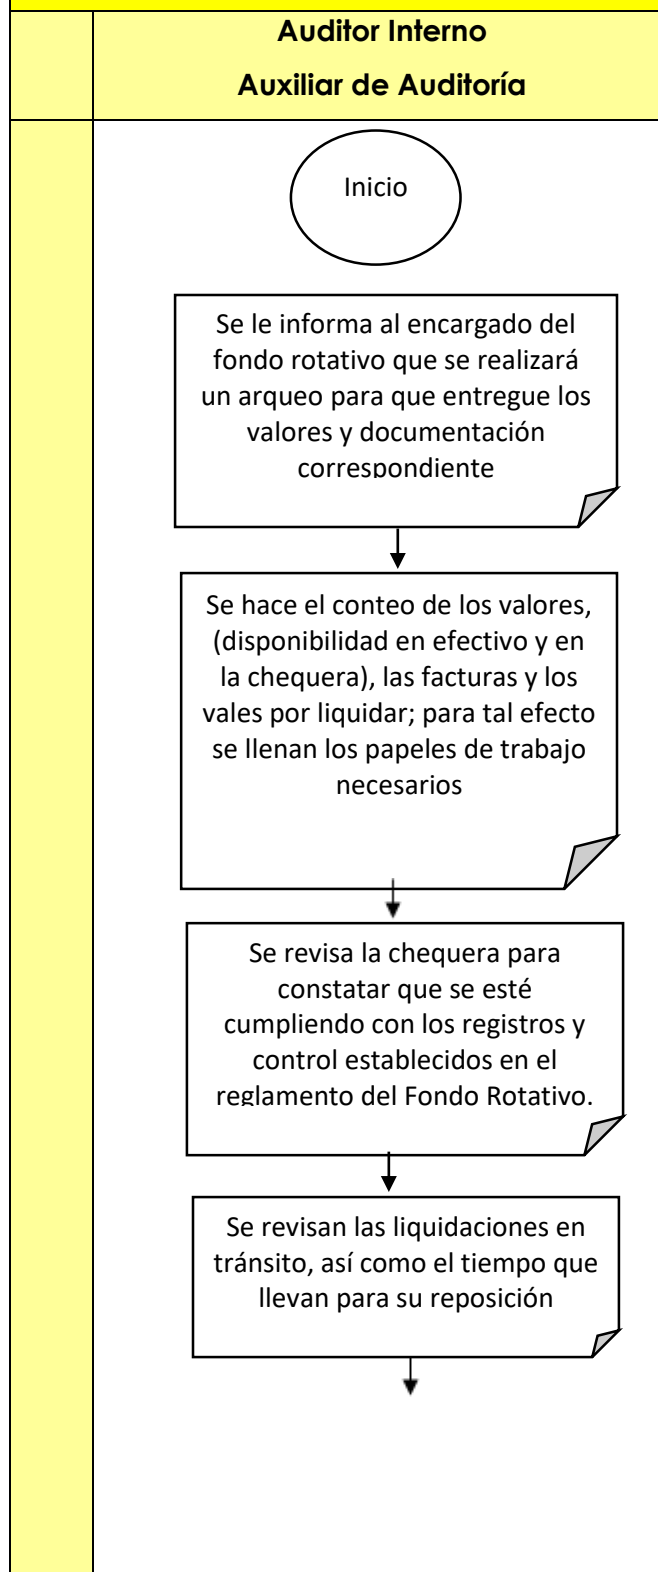 Auditor Interno
Auxiliar de Auditoría
Inicio
Se le informa al encargado del
fondo rotativo que se realizará
un arqueo para que entregue los
valores y documentación
correspondiente
Se hace el conteo de los valores,
(disponibilidad en efectivo y en
la chequera), las facturas y los
vales por liquidar; para tal efecto
se llenan los papeles de trabajo
necesarios
Se revisa la chequera para
constatar que se esté
cumpliendo con los registros y
control establecidos en el
reglamento del Fondo Rotativo.
Se revisan las liquidaciones en
tránsito, así como el tiempo que
llevan para su reposición